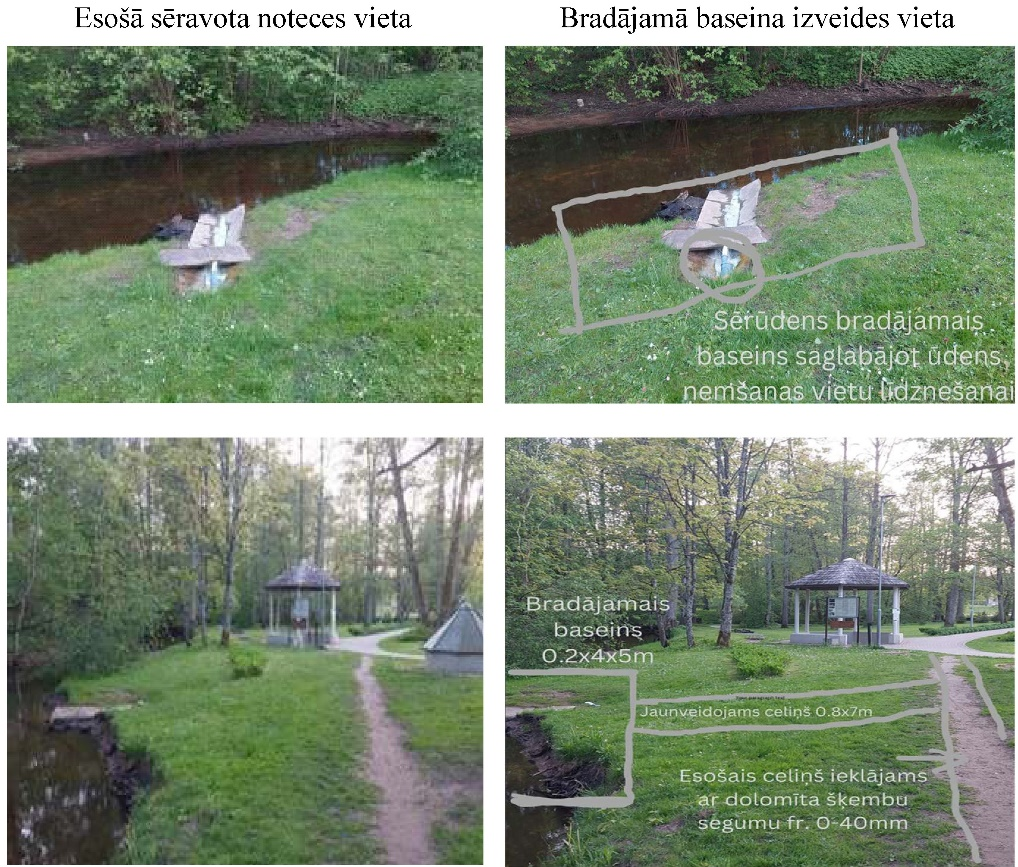 Esošā sēravota noteces vieta
Bradājamā baseina izveides vieta
Sērūdens bradājamais
baseins saglabājot ūdens
ņemšanas vietu līdznešanai
Bradājamais
baseins
0.2x4x5m
Jaunveidojams celiņš 0.8x7m
Esošais celiņš ieklājams
ar dolomīta šķembu
segumu fr. 0-40mm